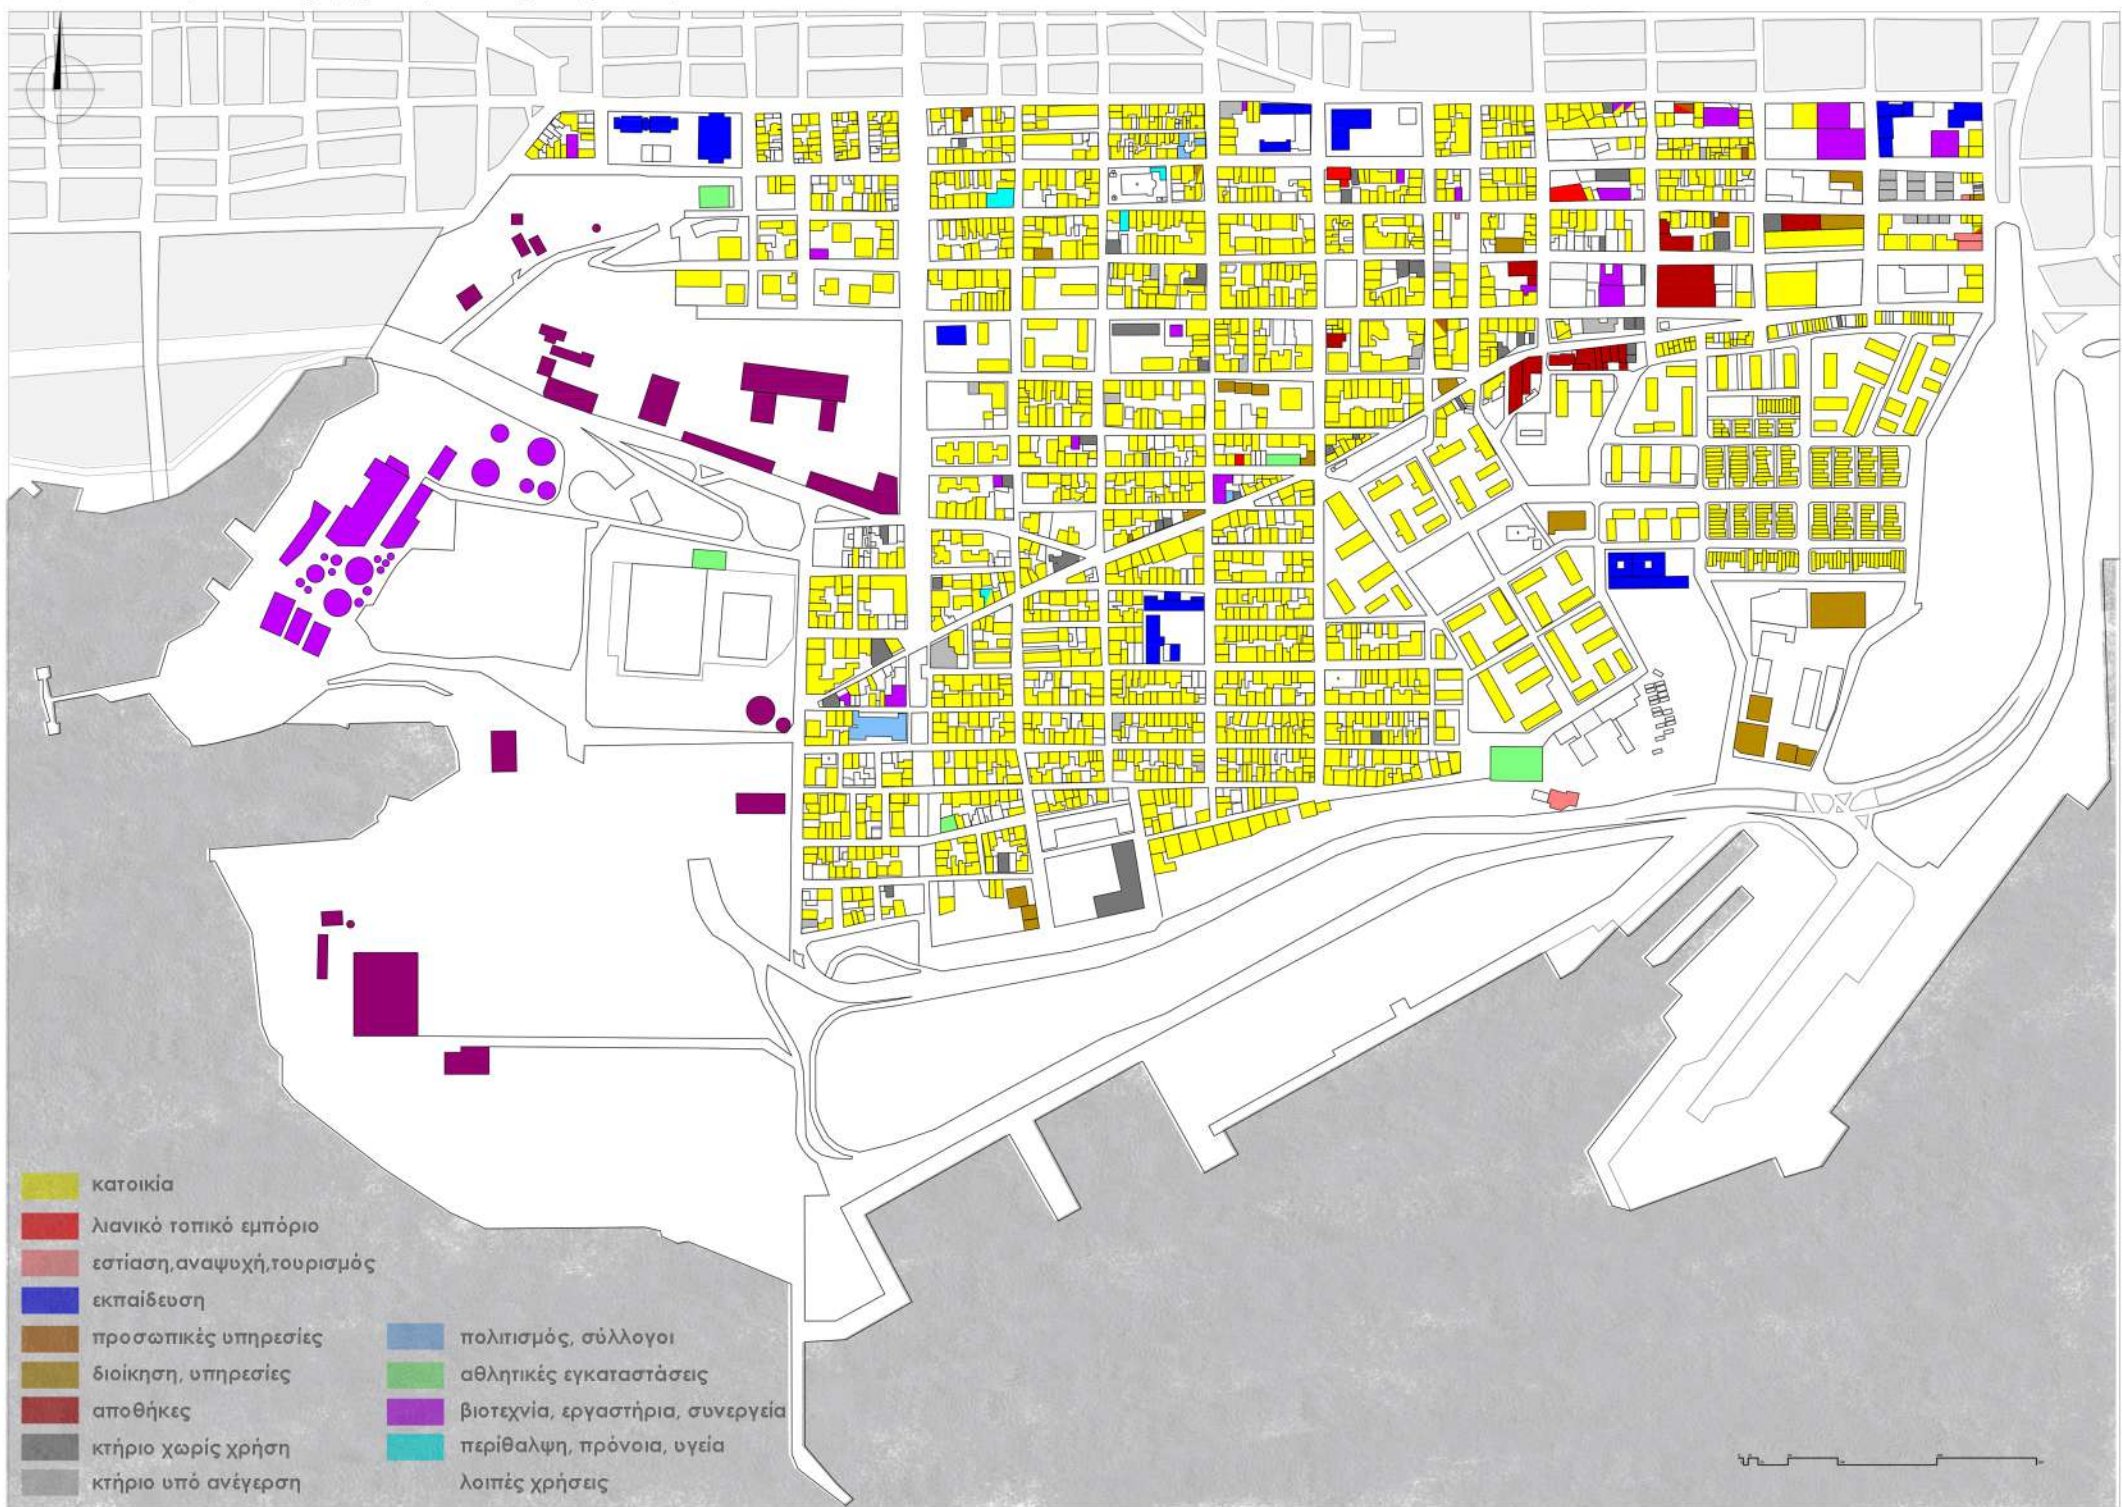 κατοικία
λιανικό τοπικό εμπόριο
εστίαση,αναψυχή,τουρισμός
εκπαίδευση
προσωπικές υπηρεσίες
διοίκηση, υπηρεσίες
αποθήκες
κτήριο χωρίς χρήση
κτήριο υπό ανέγερση
πολιτισμός, σύλλογοι
αθλητικές εγκαταστάσεις
βιοτεχνία, εργαστήρια, συνεργεία
περίθαλψη, πρόνοια, υγεία
λοιπές χρήσεις